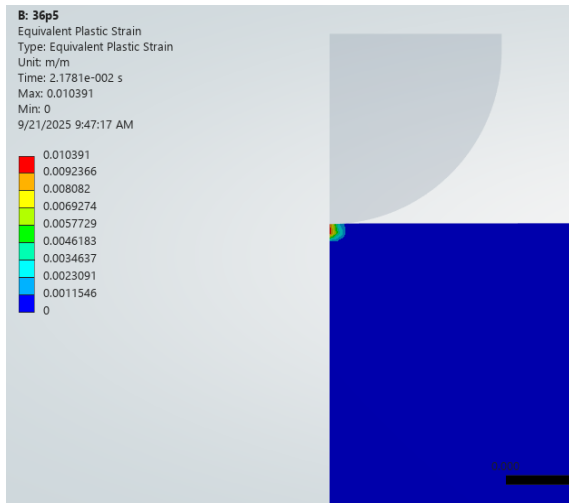 B: 36p5
Equivalent Plastic Strain
Type: Equivalent Plastic Strain
Unit: m/m
Time: 2.1781e-002 s
Max: 0.010391
Min: 0
9/21/2025 9:47:17 AM
0.010391
0.0092366
0.008082
0.0069274
0.0057729
0.0046183
0.0034637
0.0023091
0.0011546
0